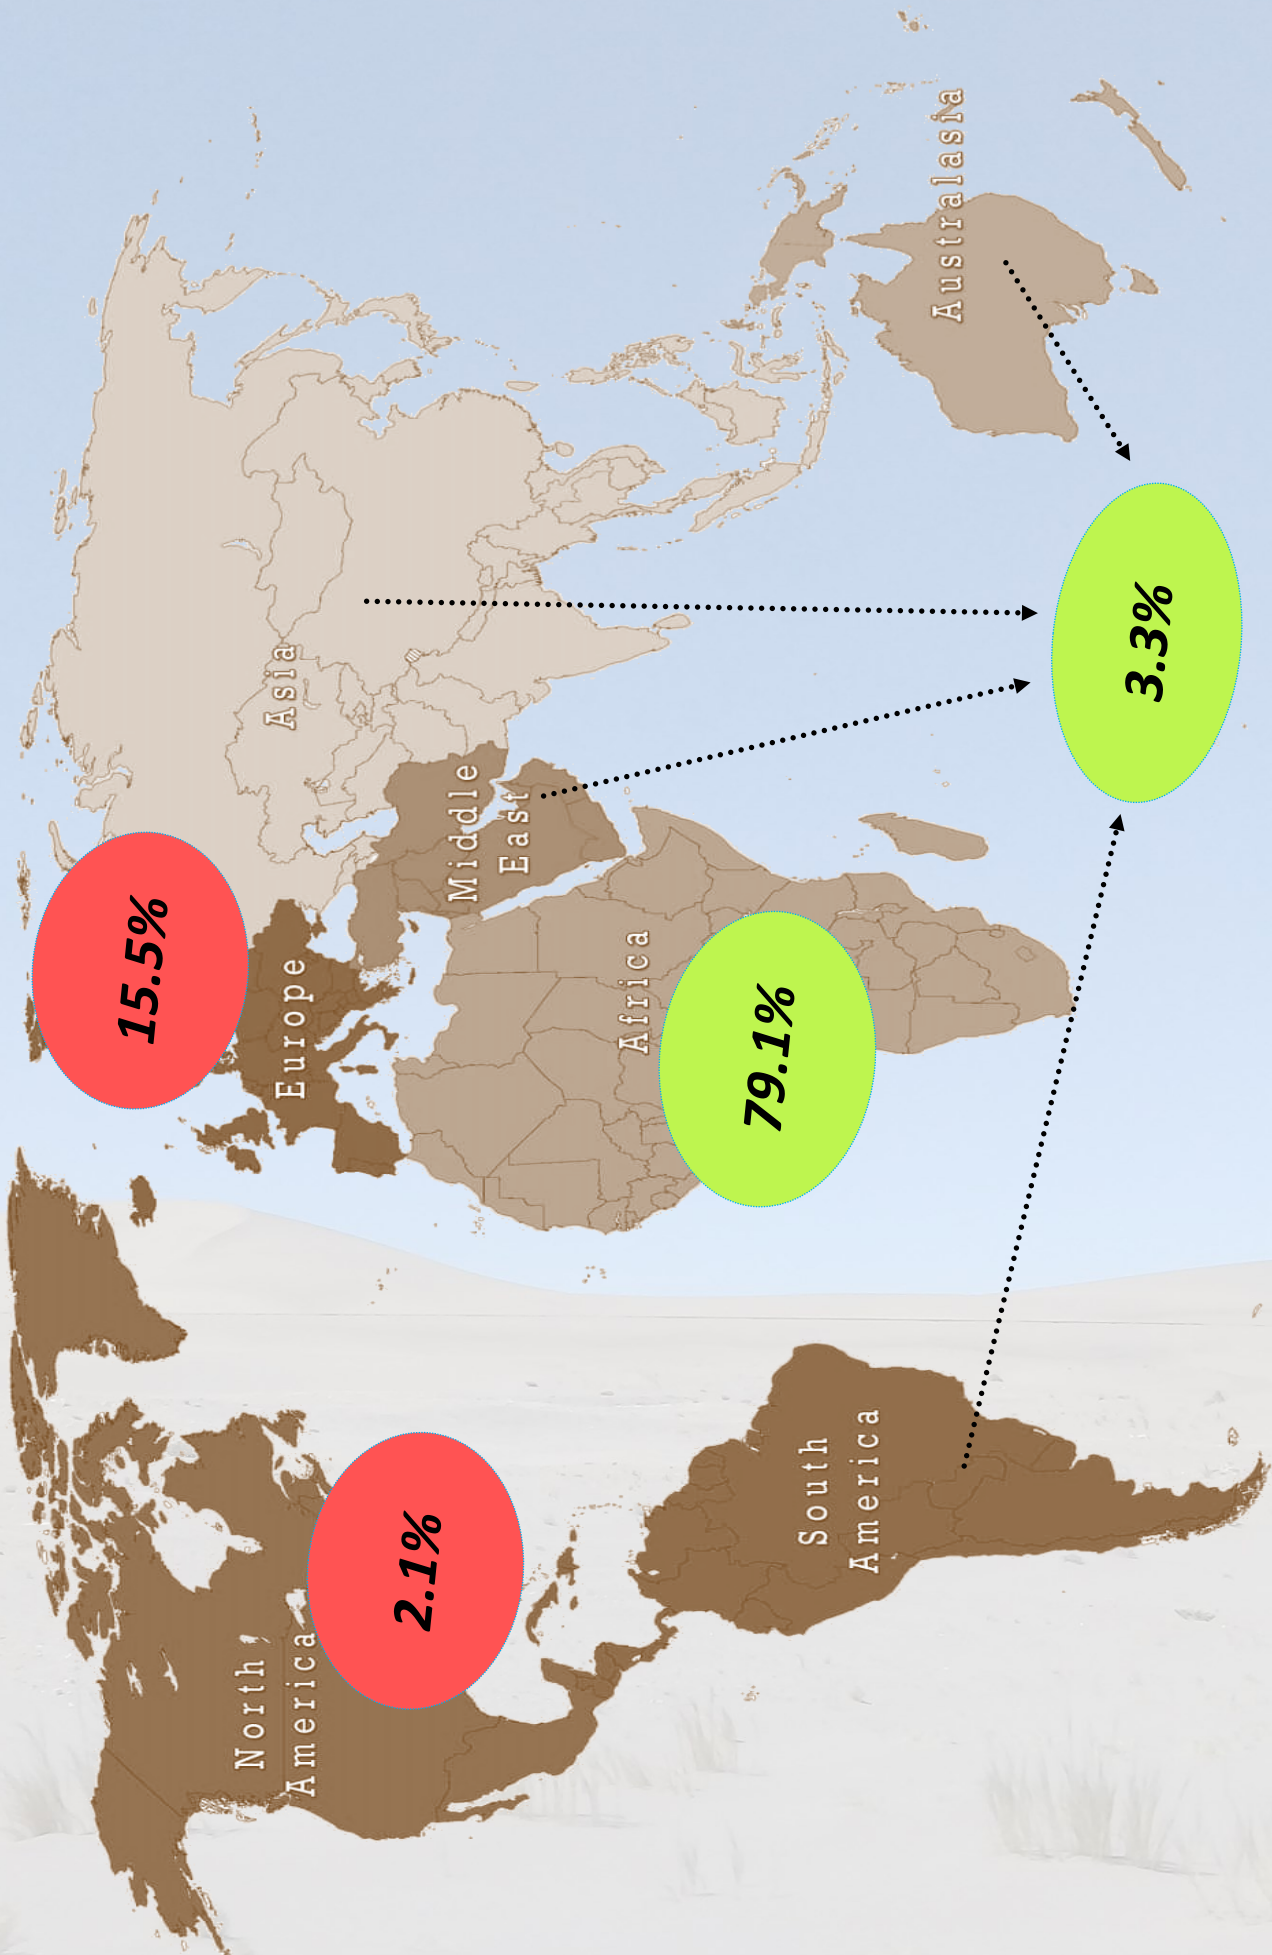 15.5%
Europe
Asia
North
America
2.1%
Middle
East
Africa
79.1%
South
America
Australasia
3.3%